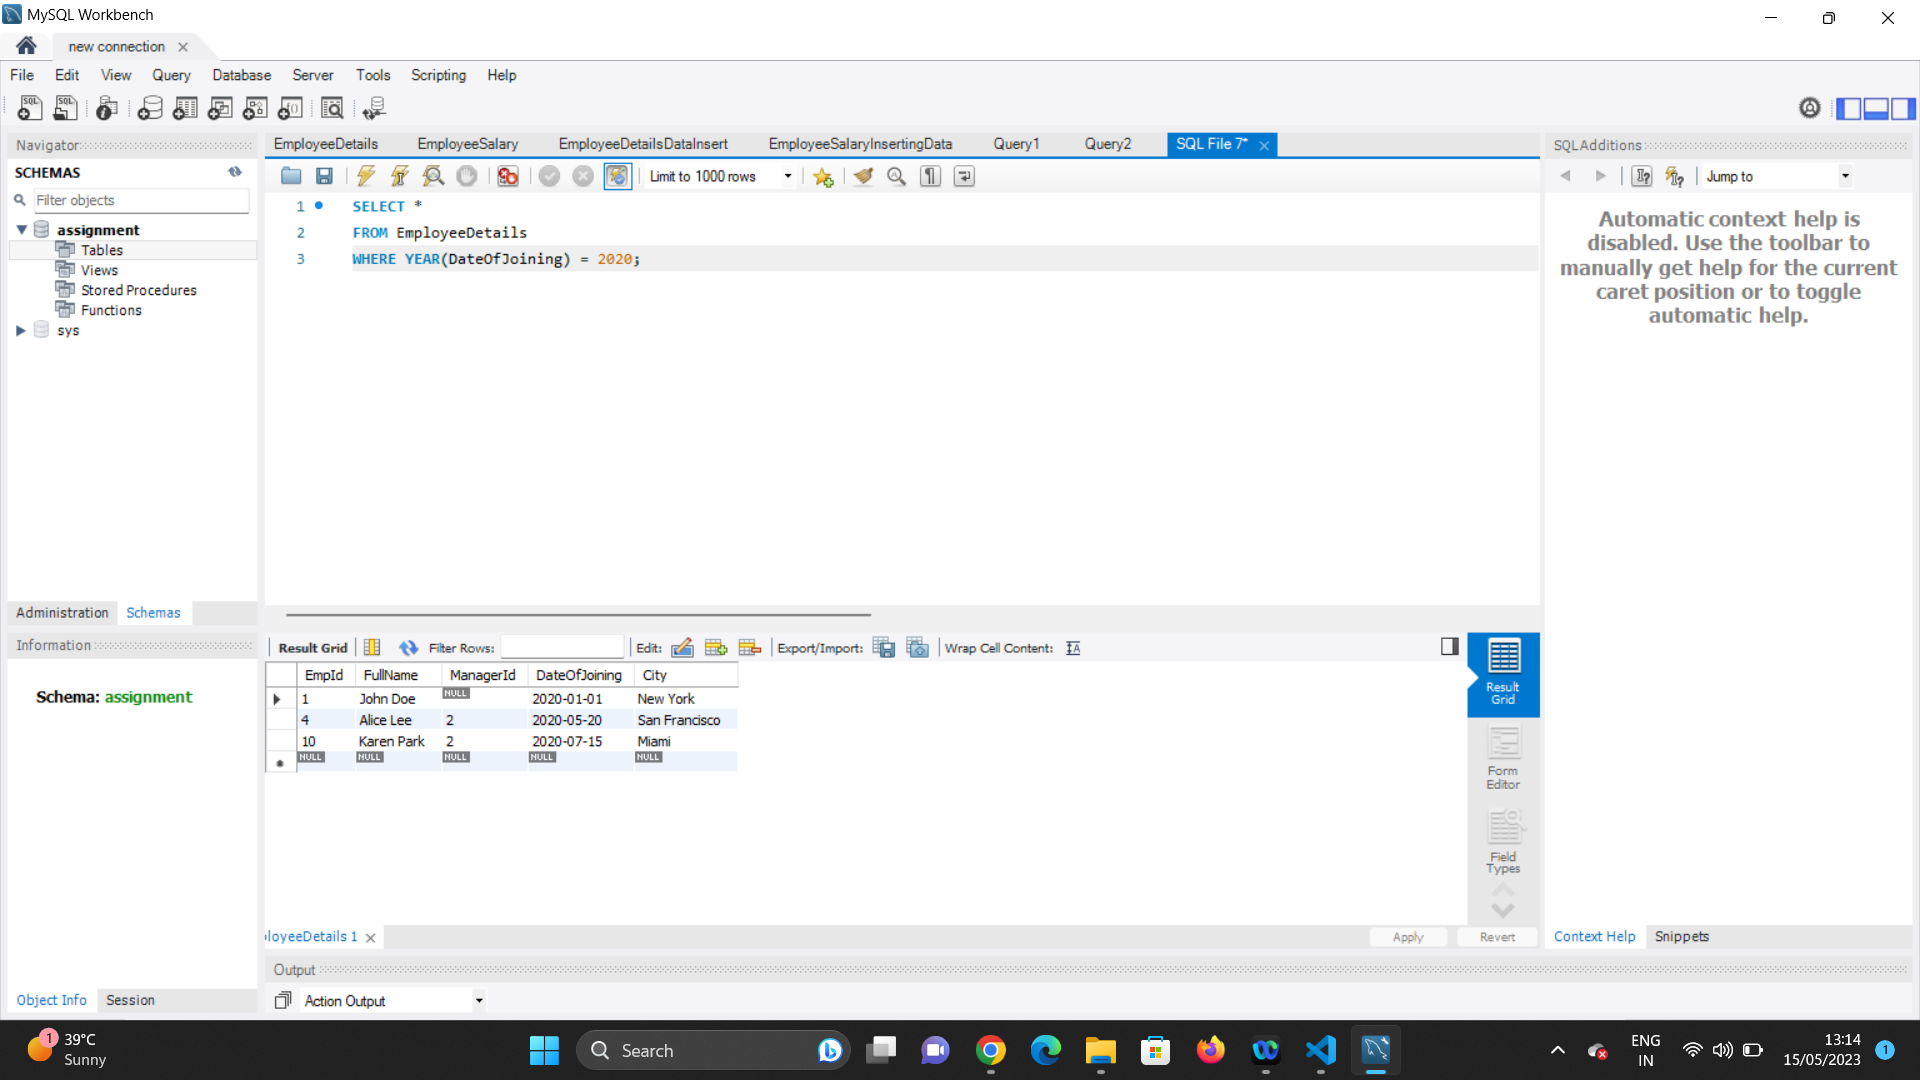 MySQL Workbench
new connection
File Edit View Query Database Server Tools Scripting Help
Navigator
SCHEMAS
Filter objects
assignment
Tables
Views
Stored Procedures
Functions
sys
Administration Schemas
Information
Schema: assignment
Object Info Session
EmployeeDetails EmployeeSalary EmployeeDetailsDataInsert EmployeeSalaryInsertingData Query1 Query2 SQL File 7*
Limit to 1000 rows
1 SELECT *
2 FROM EmployeeDetails
3 WHERE YEAR(DateOfJoining) = 2020;
Result Grid Filter Rows: Edit: Export/Import: Wrap Cell Content:
EmpId FullName ManagerId DateOfJoining City
1 John Doe NULL 2020-01-01 New York
4 Alice Lee 2 2020-05-20 San Francisco
10 Karen Park 2 2020-07-15 Miami
NULL NULL NULL NULL NULL
Result
Grid
Form
Editor
Field
Types
loyeeDetails 1
Apply Revert
Output
Action Output
SQLAdditions
Jump to
Automatic context help is
disabled. Use the toolbar to
manually get help for the current
caret position or to toggle
automatic help.
Context Help Snippets
1
39°C
Sunny
Search
ENG
IN
13:14
15/05/2023
1